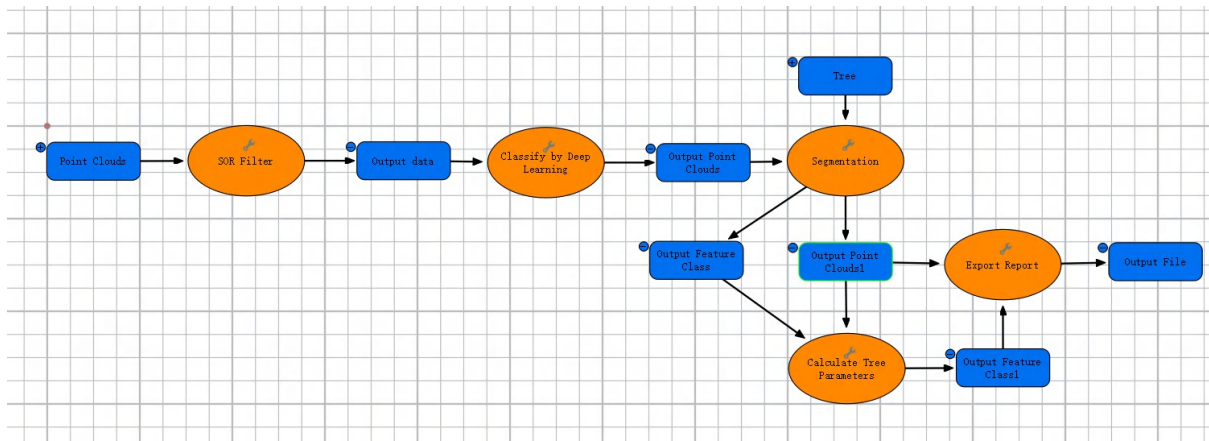 Tree
Point Clouds
SOR Filter
Output data
Classify by Deep
Learning
Output Point
Clouds
Segmentation
Output Feature
Class
Output Point
Clouds1
Export Report
Output File
Calculate Tree
Parameters
Output Feature
Class1